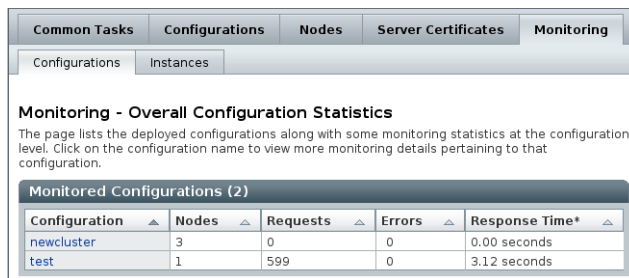 Common Tasks Configurations Nodes Server Certificates Monitoring
Configurations Instances
Monitoring - Overall Configuration Statistics
The page lists the deployed configurations along with some monitoring statistics at the configuration
level. Click on the configuration name to view more monitoring details pertaining to that
configuration.
Monitored Configurations (2)
Configuration Nodes Requests Errors Response Time*
newcluster 3 0 0 0.00 seconds
test 1 599 0 3.12 seconds